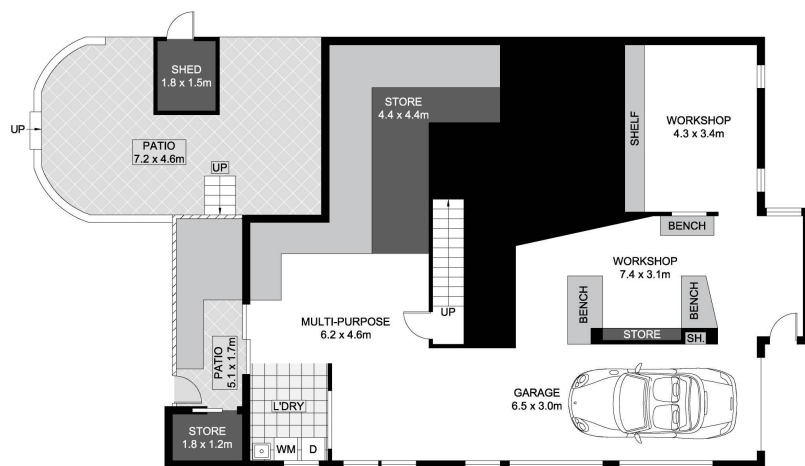 SHED
1.8 x 1.5m
STORE
4.4 x 4.4m
SHELF
WORKSHOP
4.3 x 3.4m
UP
PATIO
7.2 x 4.6m
UP
BENCH
WORKSHOP
7.4 x 3.1m
BENCH
BENCH
UP
MULTI-PURPOSE
6.2 x 4.6m
STORE
SH.
PATIO
5.1 x 1.7m
L'DRY
GARAGE
6.5 x 3.0m
STORE
1.8 x 1.2m
WM
D